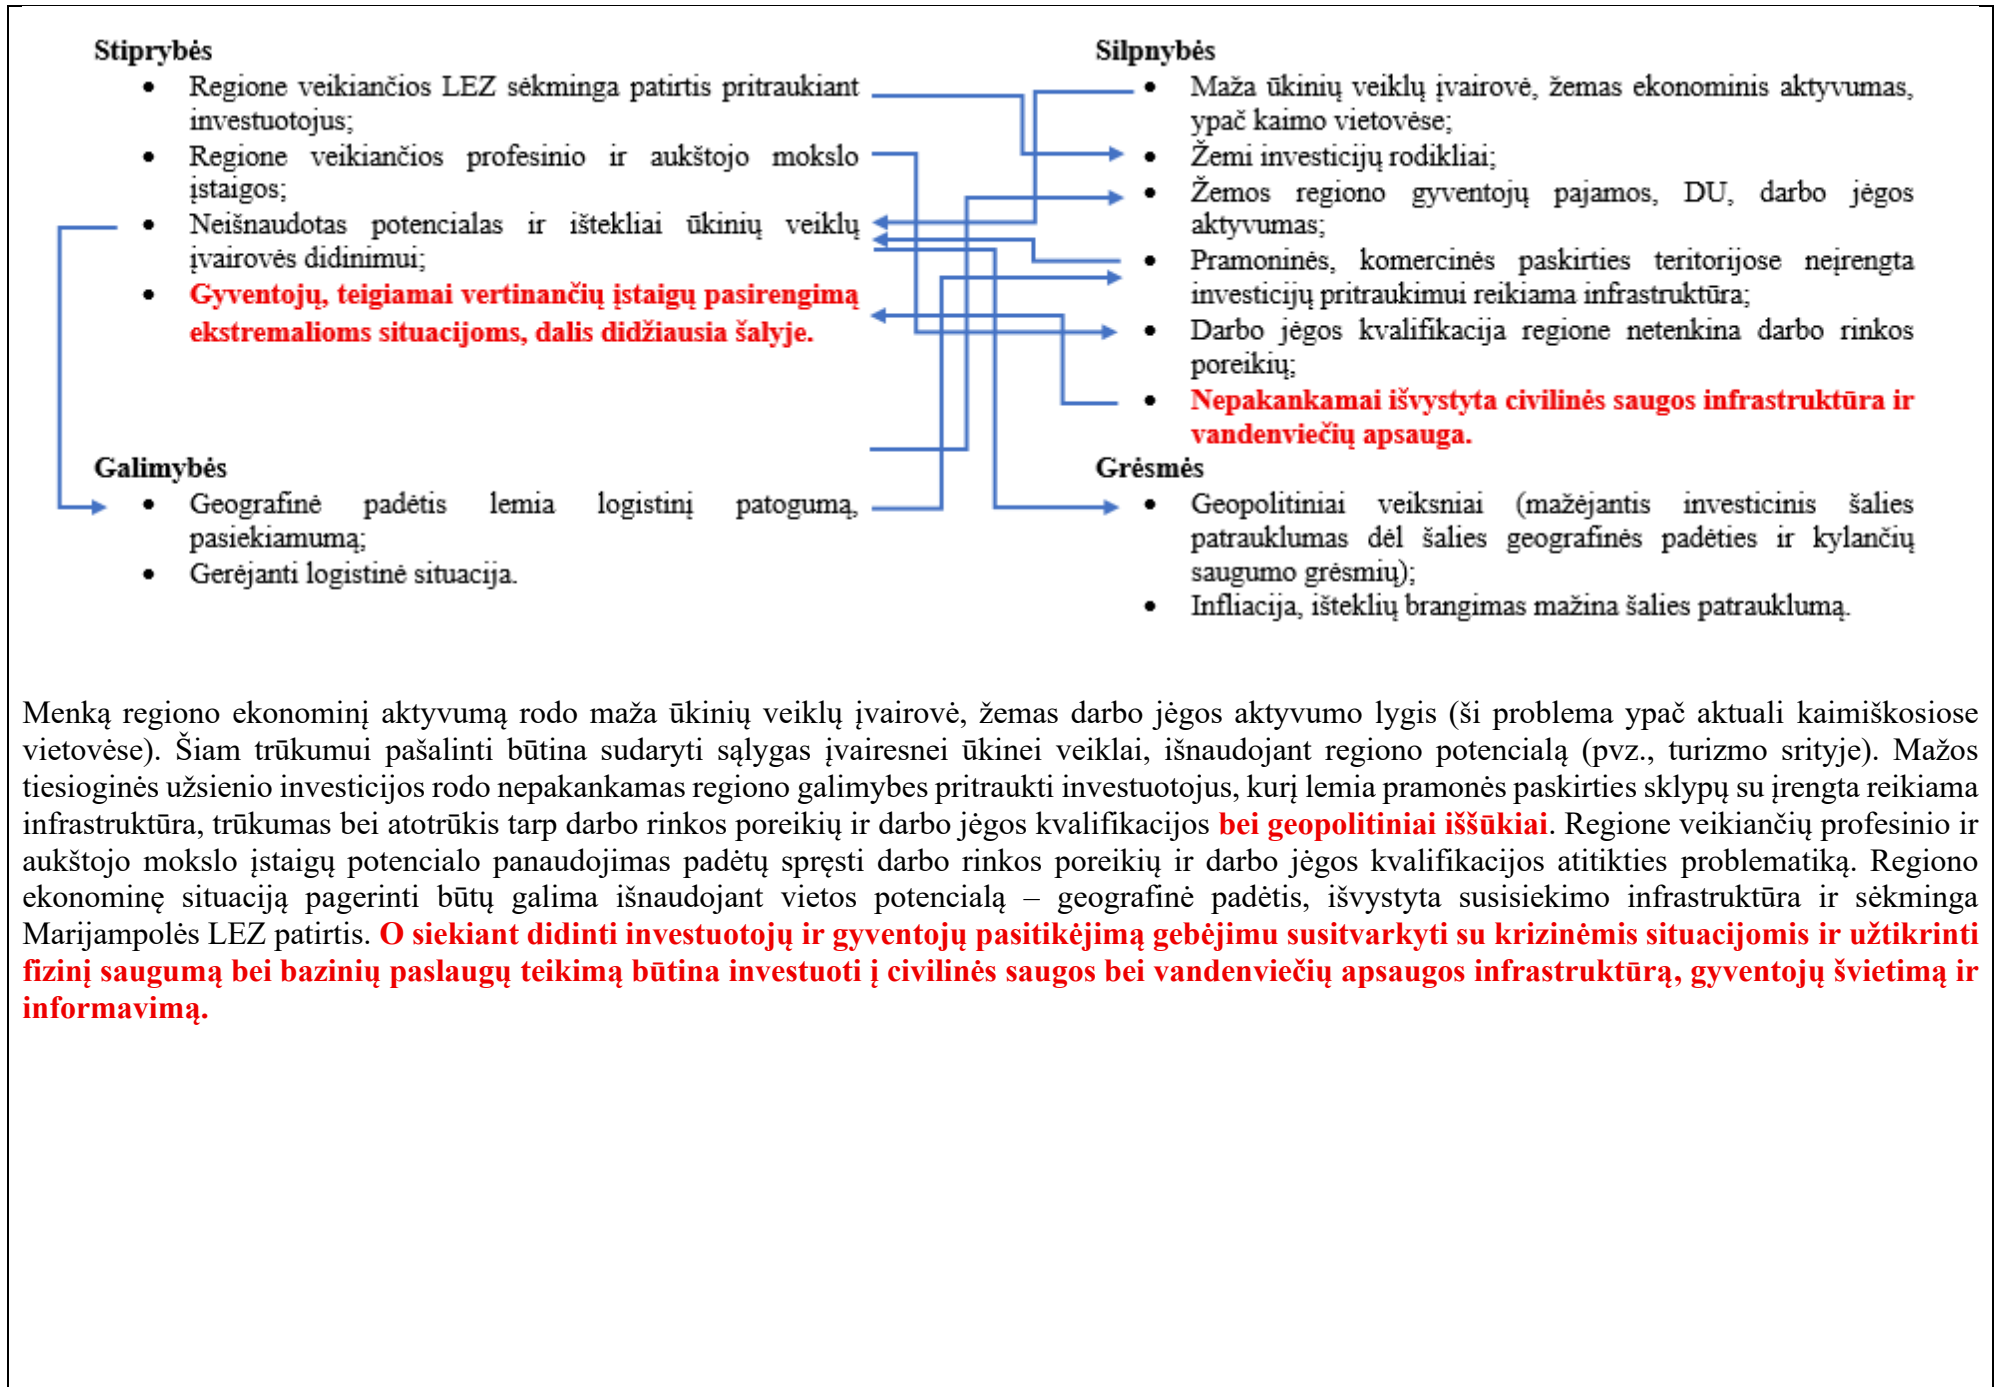 Stiprybės
• Regione veikiančios LEZ sėkminga patirtis pritraukiant
investuotojus;
• Regione veikiančios profesinio ir aukštojo mokslo
įstaigos;
• Neišnaudotas potencialas ir ištekliai ūkinių veiklų
įvairovės didinimui;
• Gyventojų, teigiamai vertinančių įstaigų pasirengimą
ekstremalioms situacijoms, dalis didžiausia šalyje.
Silpnybės
• Maža ūkinių veiklų įvairovė, žemas ekonominis aktyvumas,
ypač kaimo vietovėse;
• Žemi investicijų rodikliai;
• Žemos regiono gyventojų pajamos, DU, darbo jėgos
aktyvumas;
• Pramoninės, komercinės paskirties teritorijose neįrengta
investicijų pritraukimui reikiama infrastruktūra;
• Darbo jėgos kvalifikacija regione netenkina darbo rinkos
poreikių;
• Nepakankamai išvystyta civilinės saugos infrastruktūra ir
vandenviečių apsauga.
Galimybės
• Geografinė padėtis lemia logistinį patogumą,
pasiekiamumą;
• Gerėjanti logistinė situacija.
Grėsmės
• Geopolitiniai veiksniai (mažėjantis investicinis šalies
patrauklumas dėl šalies geografinės padėties ir kylančių
saugumo grėsmių);
• Infliacija, išteklių brangimas mažina šalies patrauklumą.
Menką regiono ekonominį aktyvumą rodo maža ūkinių veiklų įvairovė, žemas darbo jėgos aktyvumo lygis (ši problema ypač aktuali kaimiškosiose
vietovėse). Šiam trūkumui pašalinti būtina sudaryti sąlygas įvairesnei ūkinei veiklai, išnaudojant regiono potencialą (pvz., turizmo srityje). Mažos
tiesioginės užsienio investicijos rodo nepakankamas regiono galimybes pritraukti investuotojus, kurį lemia pramonės paskirties sklypų su įrengta reikiama
infrastruktūra, trūkumas bei atotrūkis tarp darbo rinkos poreikių ir darbo jėgos kvalifikacijos bei geopolitiniai iššūkiai. Regione veikiančių profesinio ir
aukštojo mokslo įstaigų potencialo panaudojimas padėtų spręsti darbo rinkos poreikių ir darbo jėgos kvalifikacijos atitikties problematiką. Regiono
ekonominę situaciją pagerinti būtų galima išnaudojant vietos potencialą – geografinė padėtis, išvystyta susisiekimo infrastruktūra ir sėkminga
Marijampolės LEZ patirtis. O siekiant didinti investuotojų ir gyventojų pasitikėjimą gebėjimu susitvarkyti su krizinėmis situacijomis ir užtikrinti
fizinį saugumą bei bazinių paslaugų teikimą būtina investuoti į civilinės saugos bei vandenviečių apsaugos infrastruktūrą, gyventojų švietimą ir
informavimą.